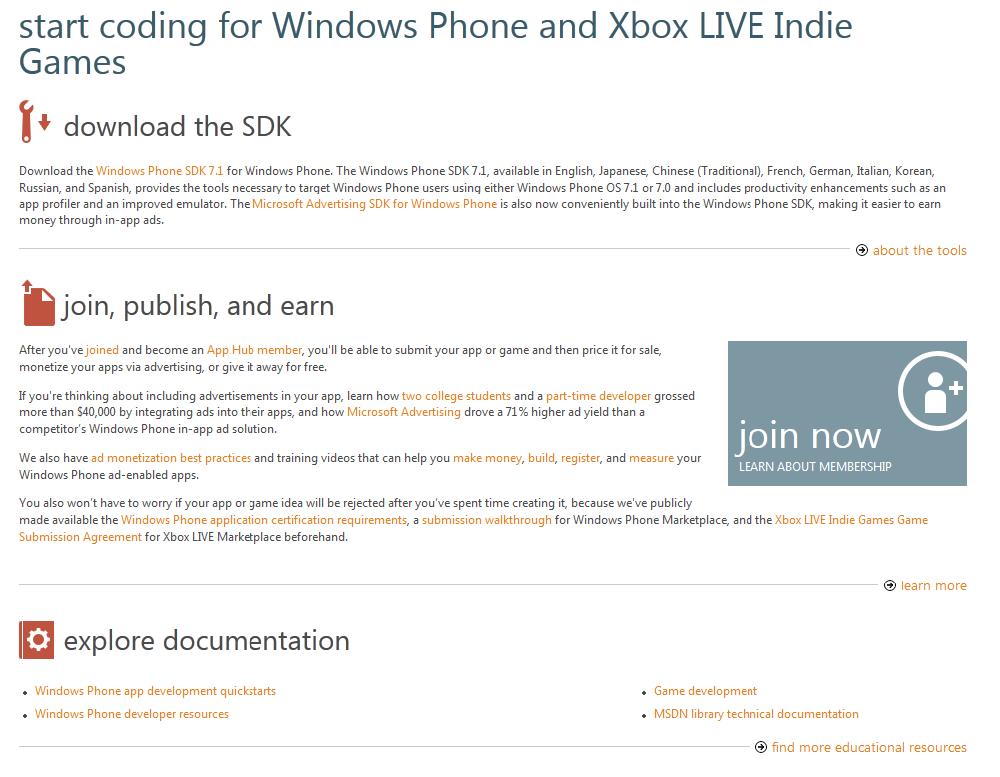 start coding for Windows Phone and Xbox LIVE Indie
Games
download the SDK
Download the Windows Phone SDK 7.1 for Windows Phone. The Windows Phone SDK 7.1, available in English, Japanese, Chinese (Traditional), French, German, Italian, Korean,
Russian, and Spanish, provides the tools necessary to target Windows Phone users using either Windows Phone OS 7.1 or 7.0 and includes productivity enhancements such as an
app profiler and an improved emulator. The Microsoft Advertising SDK for Windows Phone is also now conveniently built into the Windows Phone SDK, making it easier to earn
money through in-app ads.
about the tools
join, publish, and earn
After you've joined and become an App Hub member, you'll be able to submit your app or game and then price it for sale,
monetize your apps via advertising, or give it away for free.
If you're thinking about including advertisements in your app, learn how two college students and a part-time developer grossed
more than $40,000 by integrating ads into their apps, and how Microsoft Advertising drove a 71% higher ad yield than a
competitor's Windows Phone in-app ad solution.
We also have ad monetization best practices and training videos that can help you make money, build, register, and measure your
Windows Phone ad-enabled apps.
You also won't have to worry if your app or game idea will be rejected after you've spent time creating it, because we've publicly
made available the Windows Phone application certification requirements, a submission walkthrough for Windows Phone Marketplace, and the Xbox LIVE Indie Games Game
Submission Agreement for Xbox LIVE Marketplace beforehand.
join now
LEARN ABOUT MEMBERSHIP
learn more
explore documentation
Windows Phone app development quickstarts
Windows Phone developer resources
Game development
MSDN library technical documentation
find more educational resources